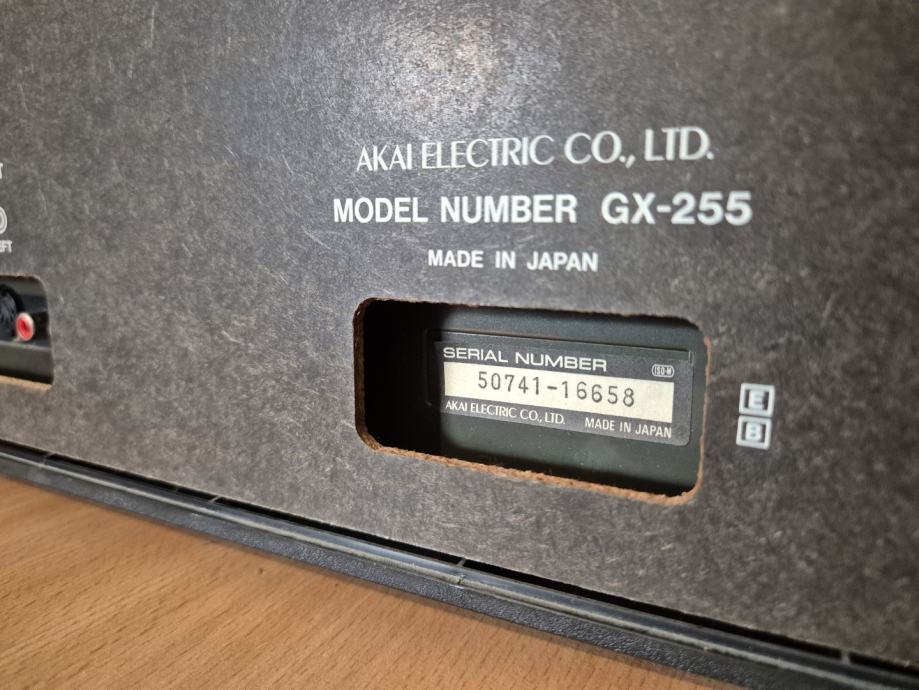 AKAI ELECTRIC CO., LTD.
MODEL NUMBER GX-255
MADE IN JAPAN
SERIAL NUMBER
ISO-M
50741-16658
AKAI ELECTRIC CO., LTD. MADE IN JAPAN
E
B